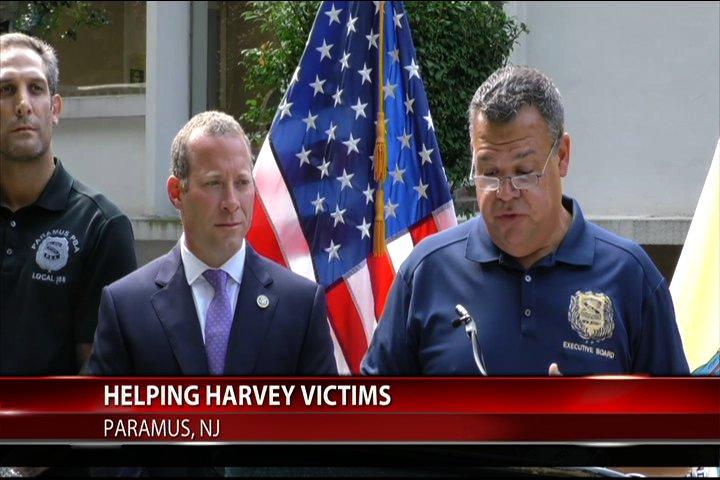 PARAMUS PBA
LOCAL 186
EXECUTIVE BOARD
HELPING HARVEY VICTIMS
PARAMUS, NJ